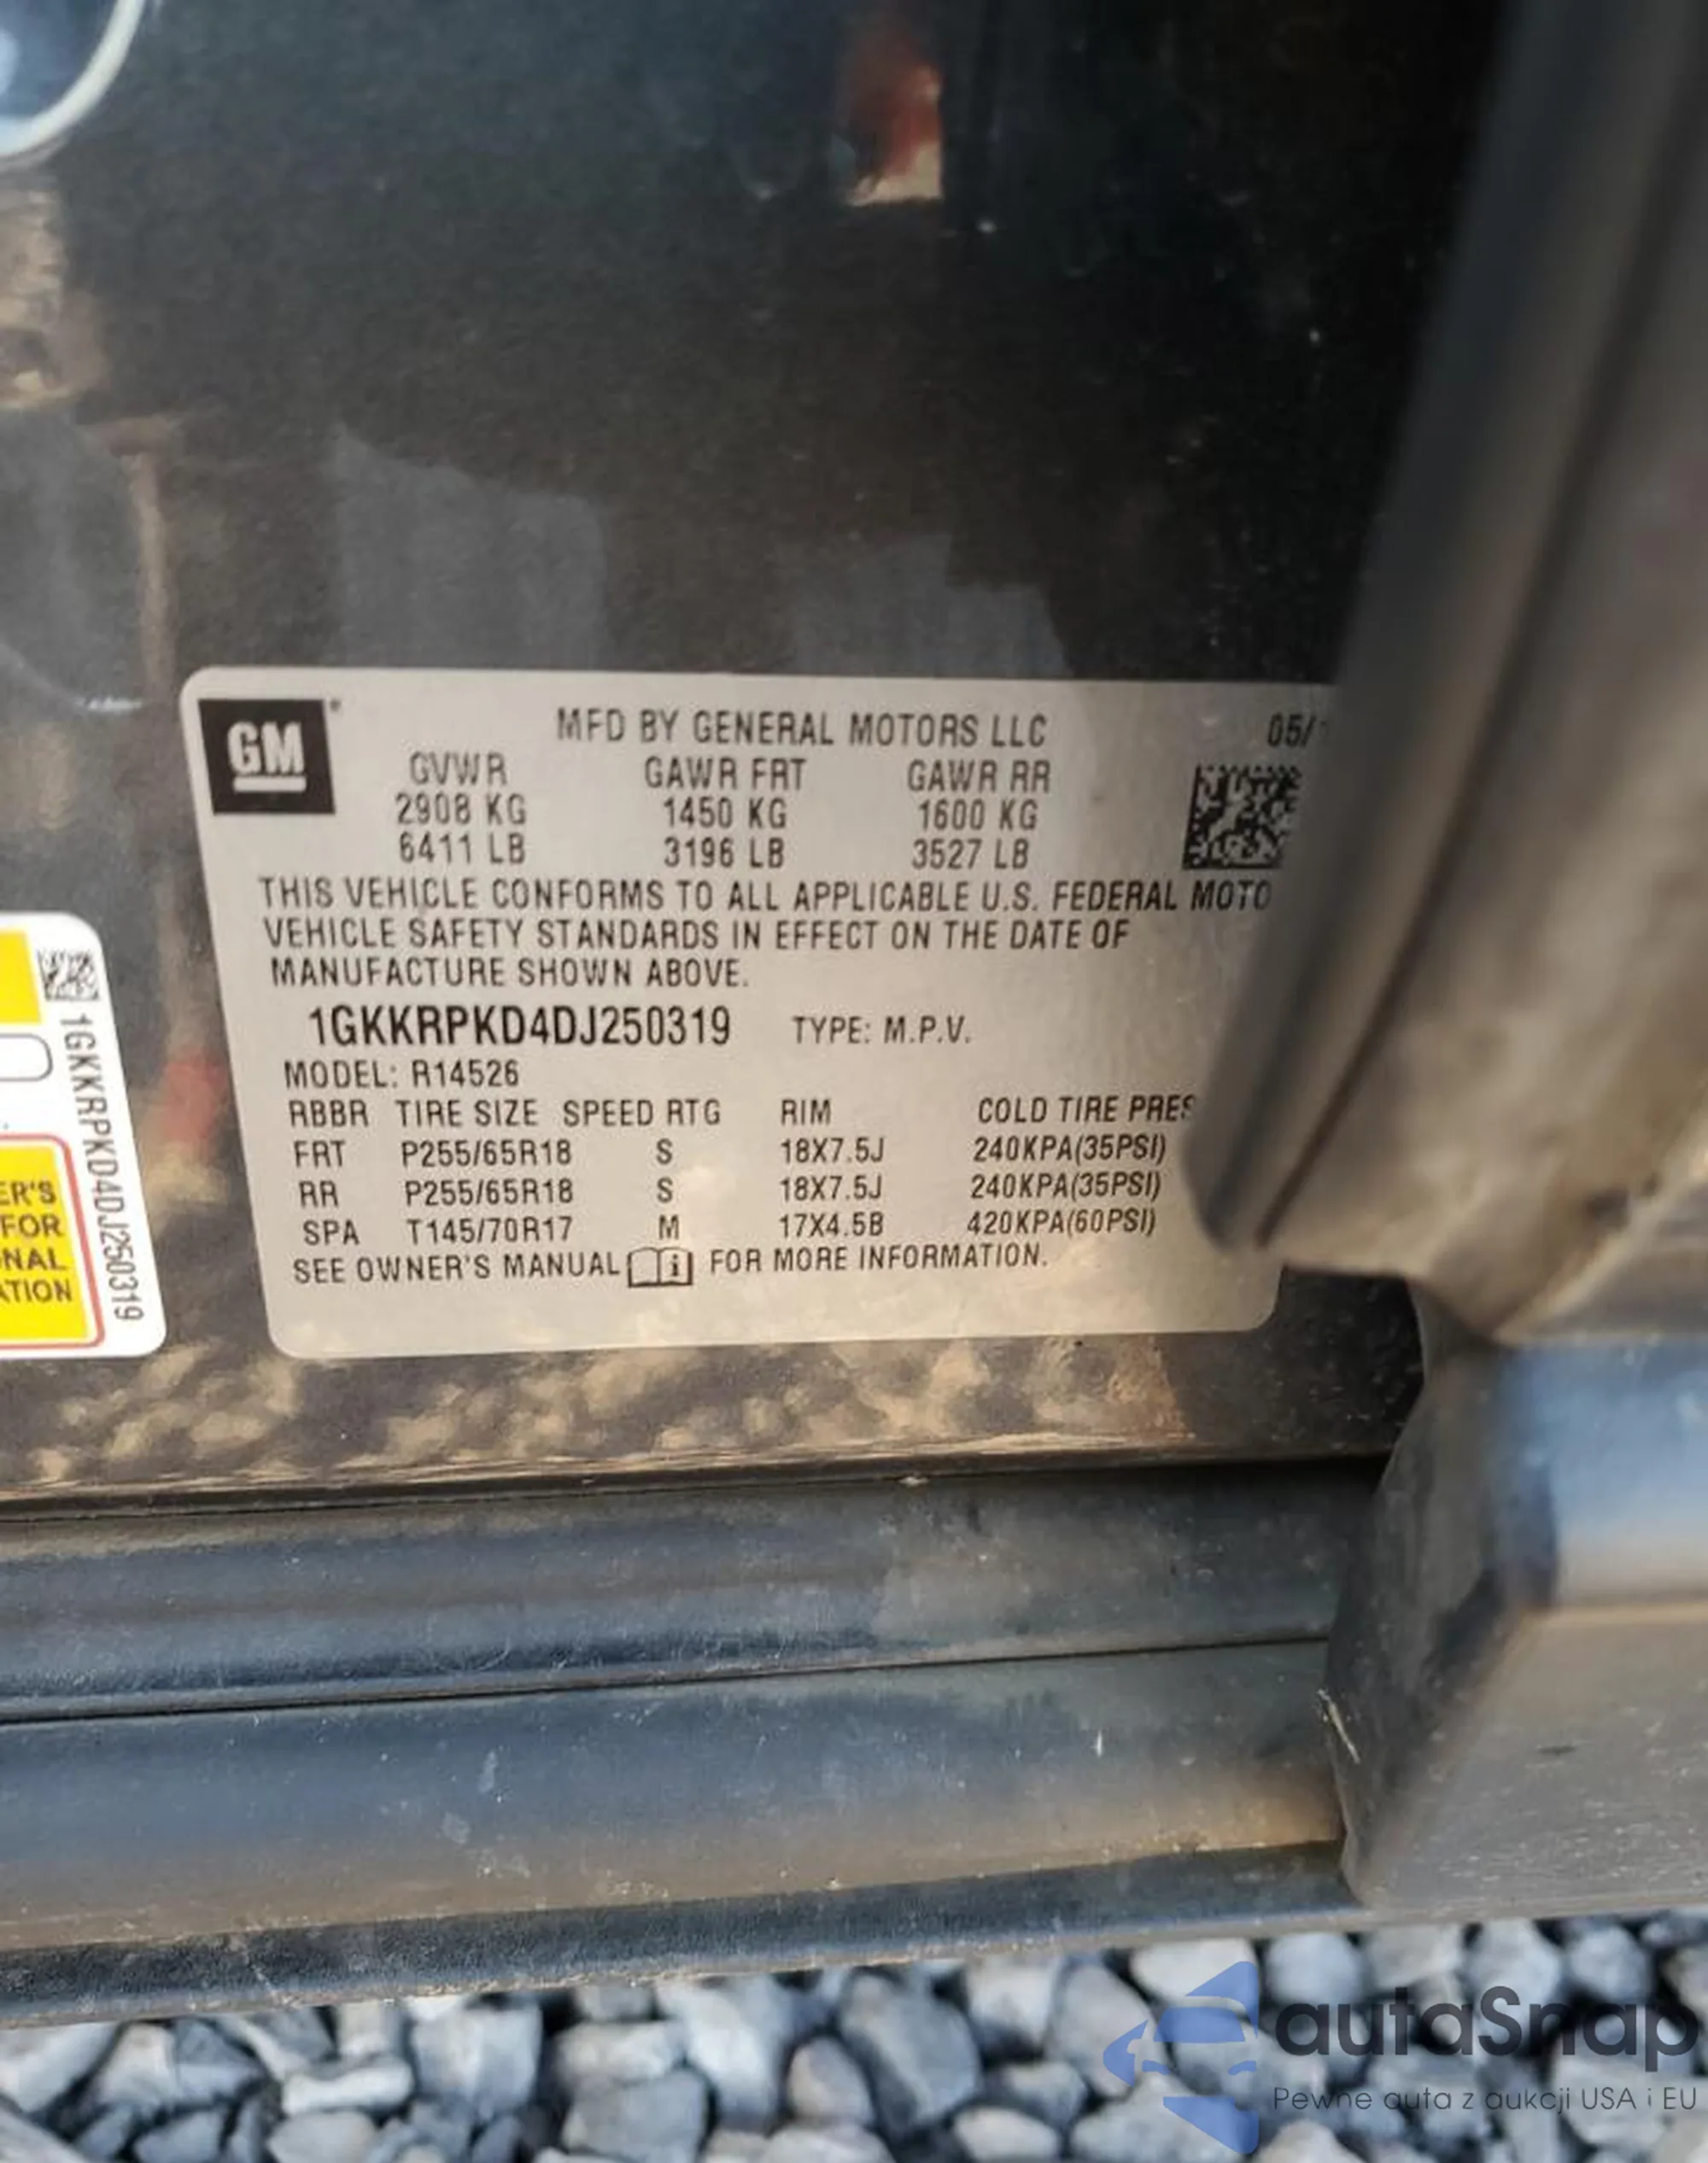 GM
MFD BY GENERAL MOTORS LLC 05/
GVWR GAWR FRT GAWR RR
2908 KG 1450 KG 1600 KG
6411 LB 3196 LB 3527 LB
THIS VEHICLE CONFORMS TO ALL APPLICABLE U.S. FEDERAL MOTO
VEHICLE SAFETY STANDARDS IN EFFECT ON THE DATE OF
MANUFACTURE SHOWN ABOVE.
1GKKRPKD4DJ250319 TYPE: M.P.V.
MODEL: R14526
RBBR TIRE SIZE SPEED RTG RIM COLD TIRE PRES
FRT P255/65R18 S 18X7.5J 240KPA(35PSI)
RR P255/65R18 S 18X7.5J 240KPA(35PSI)
SPA T145/70R17 M 17X4.5B 420KPA(60PSI)
SEE OWNER'S MANUAL FOR MORE INFORMATION.
1GKKRPKD4DJ250319
ER'S
FOR
NAL
ATION
autaSnap
Pewne auta z aukcji USA i EU